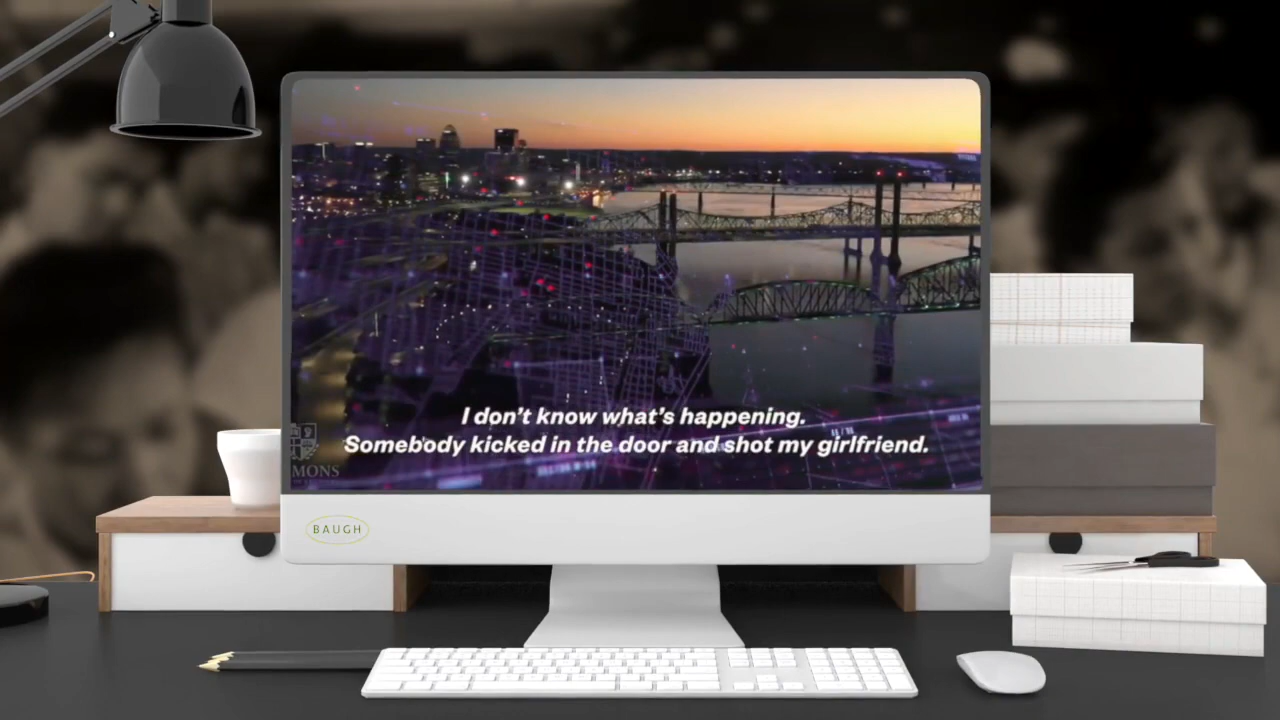 I don't know what's happening.
Somebody kicked in the door and shot my girlfriend.
MONS
BAUGH